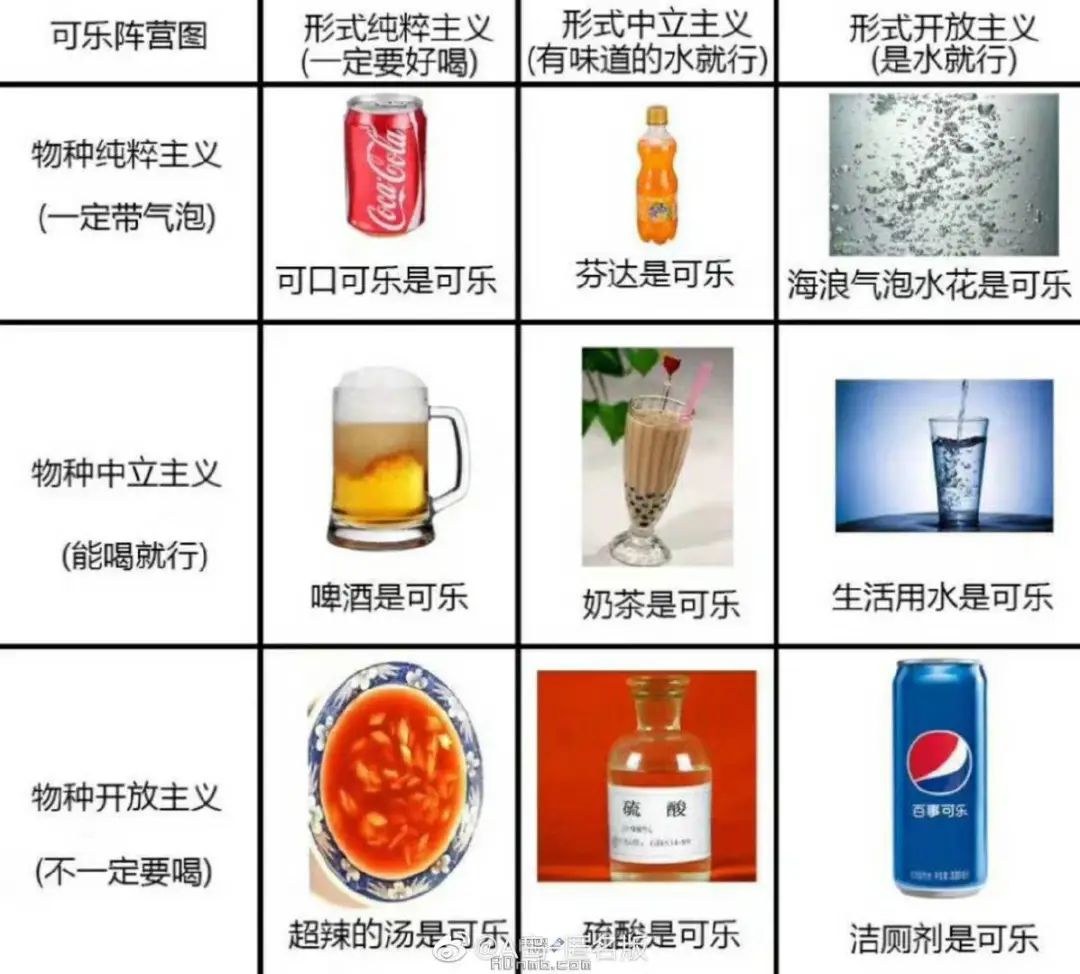 可乐阵营图
形式纯粹主义
(一定要好喝)
形式中立主义
(有味道的水就行)
形式开放主义
(是水就行)
物种纯粹主义
(一定带气泡)
Coca-Cola
可口可乐是可乐
芬达是可乐
海浪气泡水花是可乐
物种中立主义
(能喝就行)
啤酒是可乐
奶茶是可乐
生活用水是可乐
物种开放主义
(不一定要喝)
硫 酸
百事可乐
超辣的汤是可乐
硫酸是可乐
洁厕剂是可乐